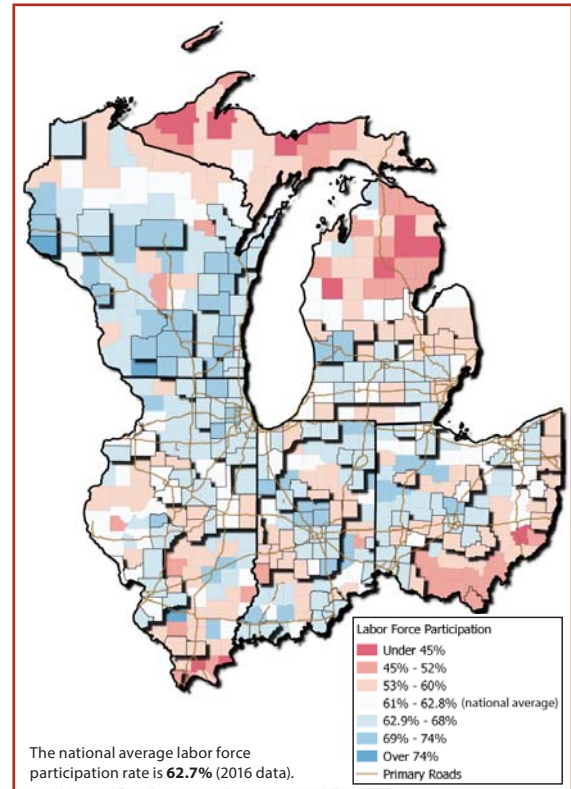 Labor Force Participation
Under 45%
45% - 52%
53% - 60%
61% - 62.8% (national average)
62.9% - 68%
69% - 74%
Over 74%
Primary Roads
The national average labor force
participation rate is 62.7% (2016 data).